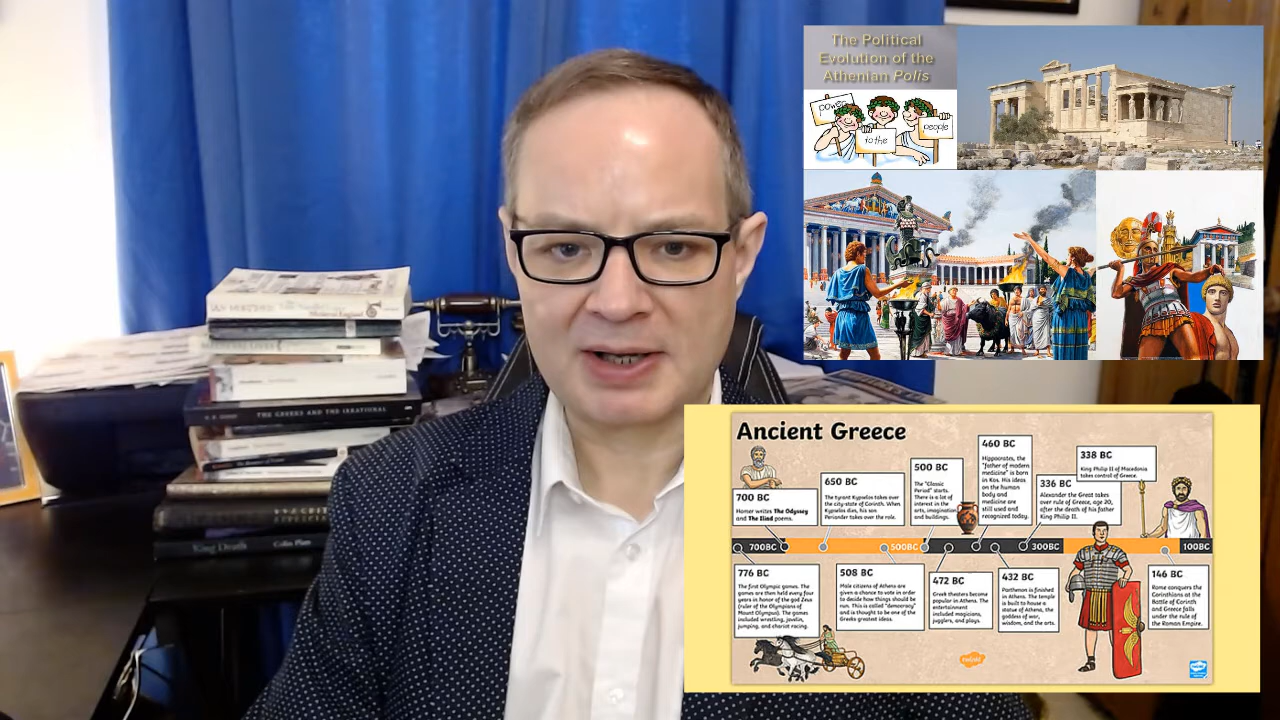 The Political
Evolution of the
Athenian Polis
power
to the
people
THE GREEKS AND THE IRRATIONAL
King Death
Colin Platt
Ancient Greece
700 BC
Homer writes The Odyssey
and The Iliad poems.
650 BC
The tyrant Kypselos takes over
the city-state of Corinth. When
Kypselos dies, his son
Periander takes over the role.
500 BC
The "Classic
Period" starts.
There is a lot of
interest in the
arts, imagination
and buildings.
460 BC
Hippocrates, the
"father of modern
medicine" is born
in Kos. His ideas
on the human
body and
medicine are
still used and
recognized today.
336 BC
Alexander the Great takes
over rule of Greece, age 20,
after the death of his father
King Philip II.
338 BC
King Philip II of Macedonia
takes control of Greece.
700BC
500BC
300BC
100BC
776 BC
The first Olympic games. The
games are then held every four
years in honor of the god Zeus
(ruler of the Olympians of
Mount Olympus). The games
included wrestling, javelin,
jumping, and chariot racing.
508 BC
Male citizens of Athens are
given a chance to vote in order
to decide how things should be
run. This is called "democracy"
and is thought to be one of the
Greeks greatest ideas.
472 BC
Greek theaters become
popular in Athens. The
entertainment
included magicians,
jugglers, and plays.
432 BC
Parthenon is finished
in Athens. The temple
is built to house a
statue of Athena, the
goddess of war,
wisdom, and the arts.
146 BC
Rome conquers the
Corinthians at the
Battle of Corinth
and Greece falls
under the rule of
the Roman Empire.
twinkl